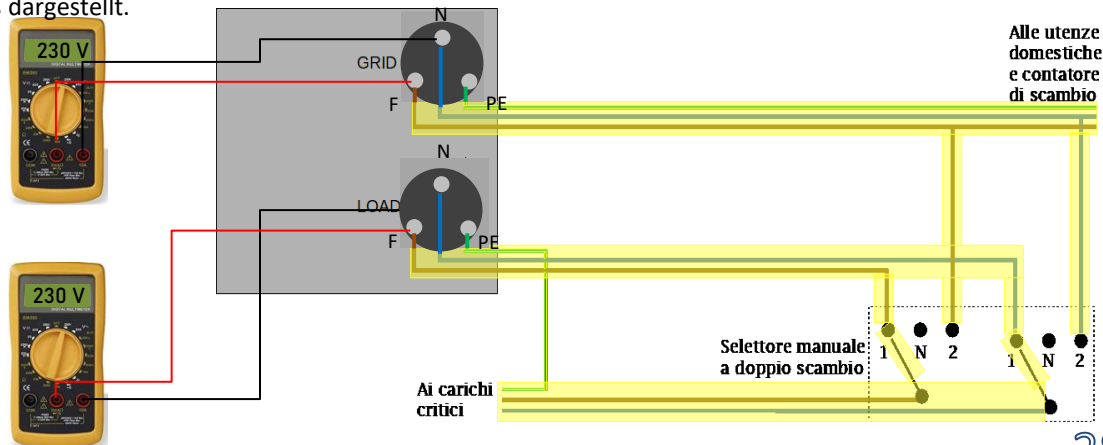 dargestellt.
230 V
GRID
N
F
PE
Alle utenze
domestiche
e contatore
di scambio
N
LOAD
F
PE
230 V
Selettore manuale
a doppio scambio
1 N 2
1 N 2
Ai carichi
critici